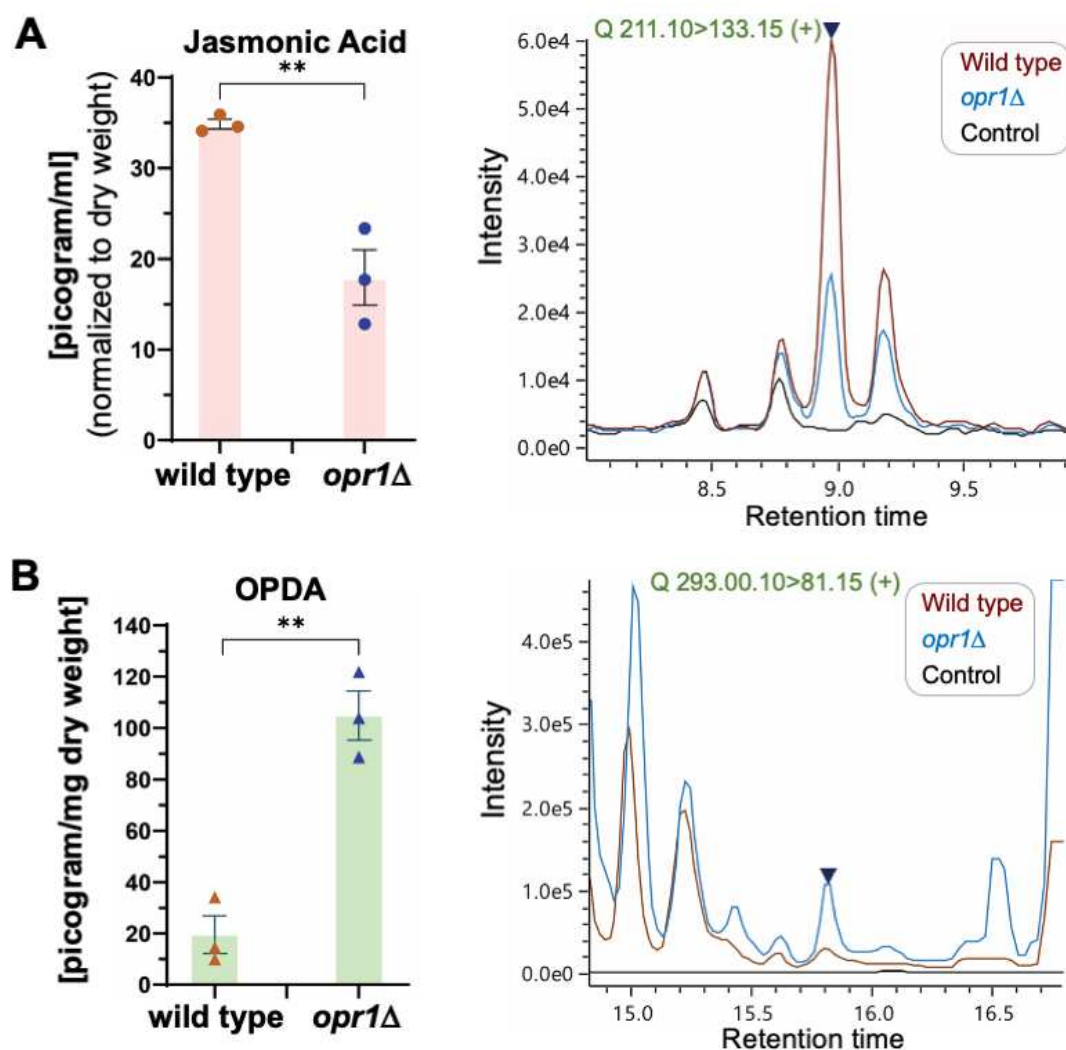 A
Jasmonic Acid
**
[picogram/ml]
(normalized to dry weight)
40
30
20
10
0
wild type opr1Δ
Q 211.10>133.15 (+)
Wild type
opr1Δ
Control
Intensity
6.0e4
5.0e4
4.0e4
3.0e4
2.0e4
1.0e4
0.0e0
8.5 9.0 9.5
Retention time
B
OPDA
**
[picogram/mg dry weight]
140
120
100
80
60
40
20
0
wild type opr1Δ
Q 293.00.10>81.15 (+)
Wild type
opr1Δ
Control
Intensity
4.0e5
3.0e5
2.0e5
1.0e5
0.0e0
15.0 15.5 16.0 16.5
Retention time